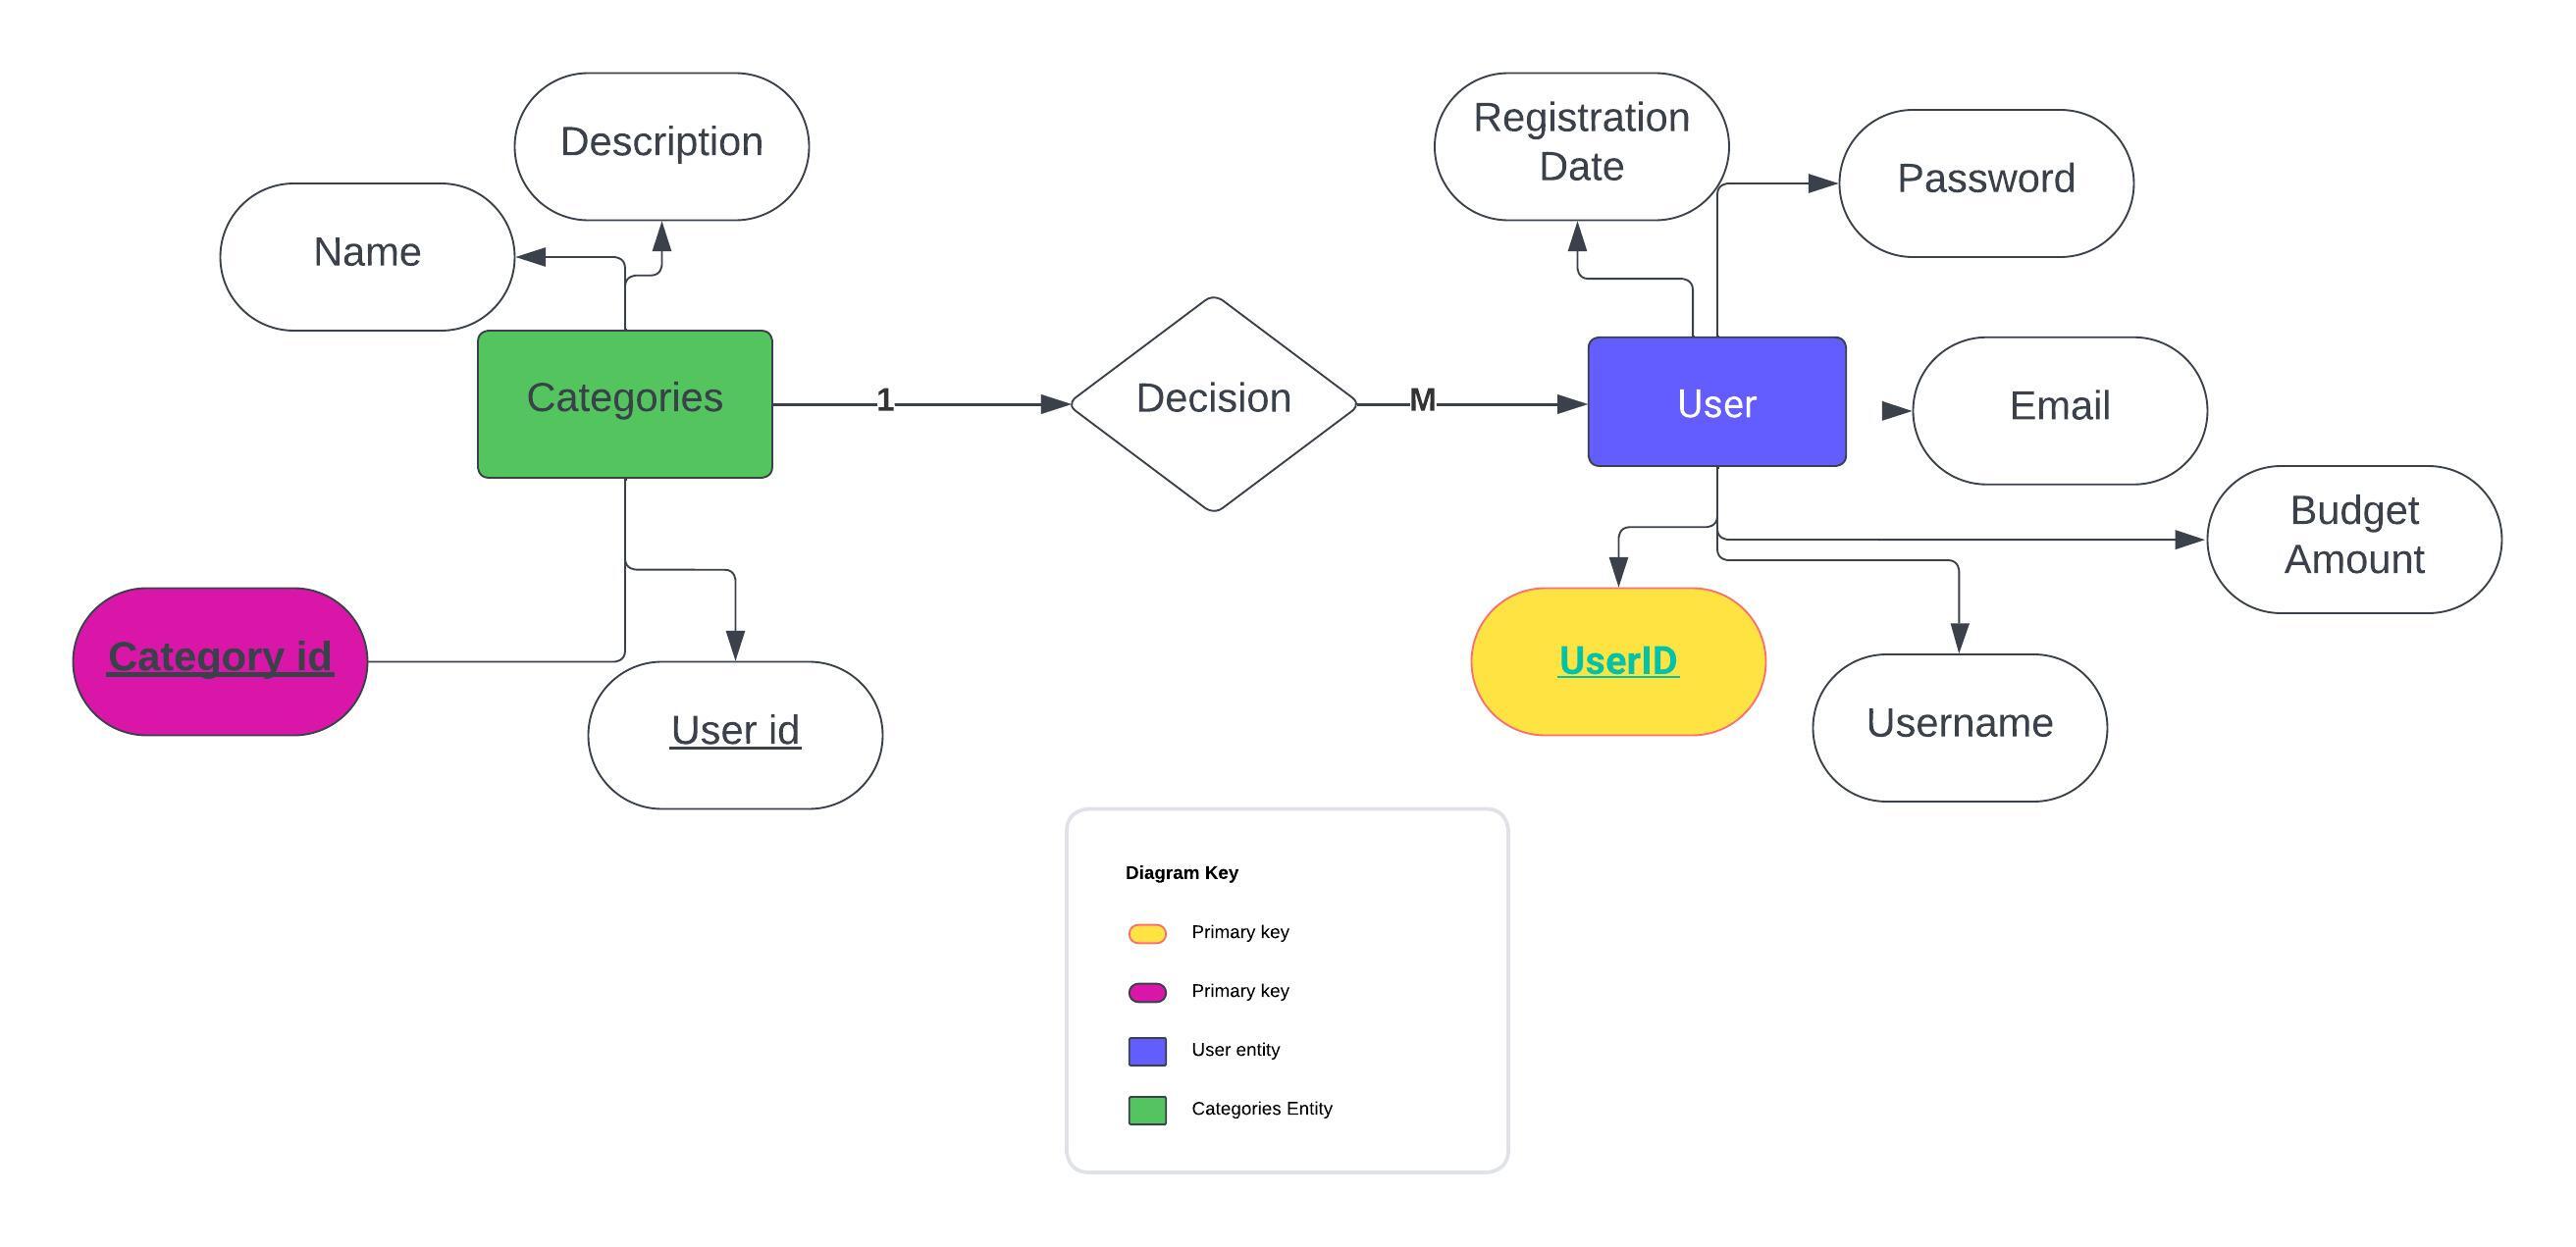 Description
Name
Categories
Category id
User id
1
Decision
M
Registration
Date
Password
User
Email
Budget
Amount
UserID
Username
Diagram Key
Primary key
Primary key
User entity
Categories Entity